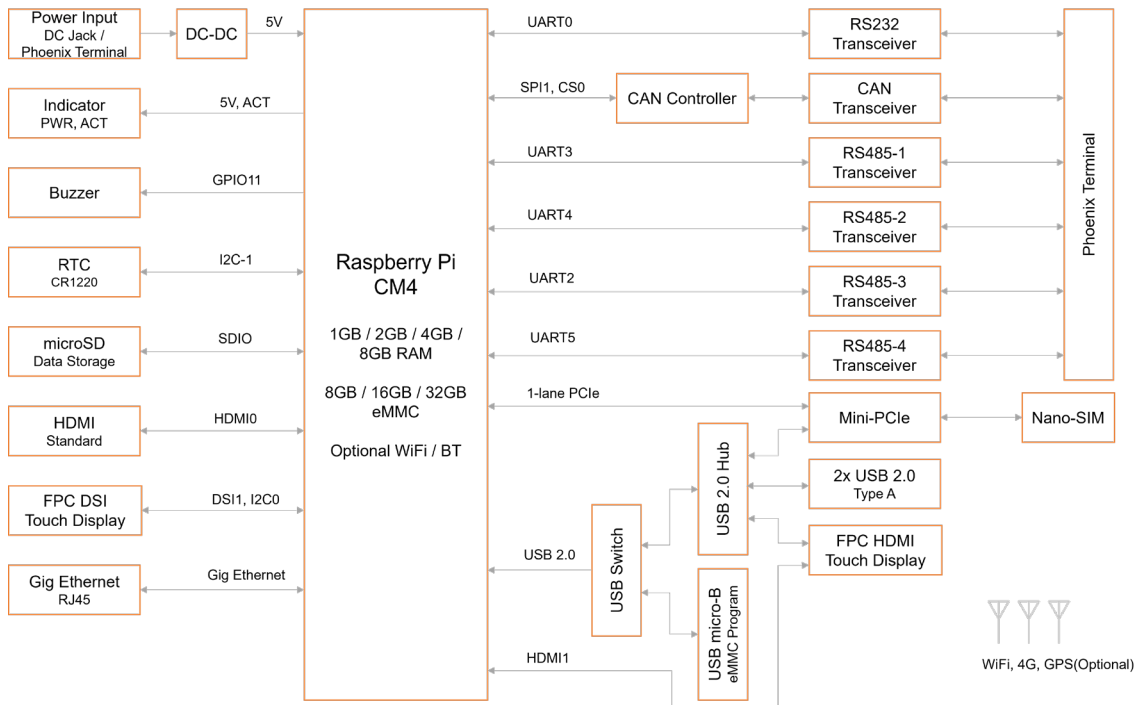 Power Input
DC Jack /
Phoenix Terminal
DC-DC
5V
Indicator
PWR, ACT
5V, ACT
Buzzer
GPIO11
RTC
CR1220
I2C-1
microSD
Data Storage
SDIO
HDMI
Standard
HDMI0
FPC DSI
Touch Display
DSI1, I2C0
Gig Ethernet
RJ45
Gig Ethernet
Raspberry Pi
CM4
1GB / 2GB / 4GB /
8GB RAM
8GB / 16GB / 32GB
eMMC
Optional WiFi / BT
UART0
RS232
Transceiver
SPI1, CS0
CAN Controller
CAN
Transceiver
UART3
RS485-1
Transceiver
UART4
RS485-2
Transceiver
UART2
RS485-3
Transceiver
UART5
RS485-4
Transceiver
Phoenix Terminal
1-lane PCIe
Mini-PCIe
Nano-SIM
USB 2.0 Hub
2x USB 2.0
Type A
FPC HDMI
Touch Display
USB 2.0
USB Switch
USB micro-B
eMMC Program
HDMI1
WiFi, 4G, GPS(Optional)